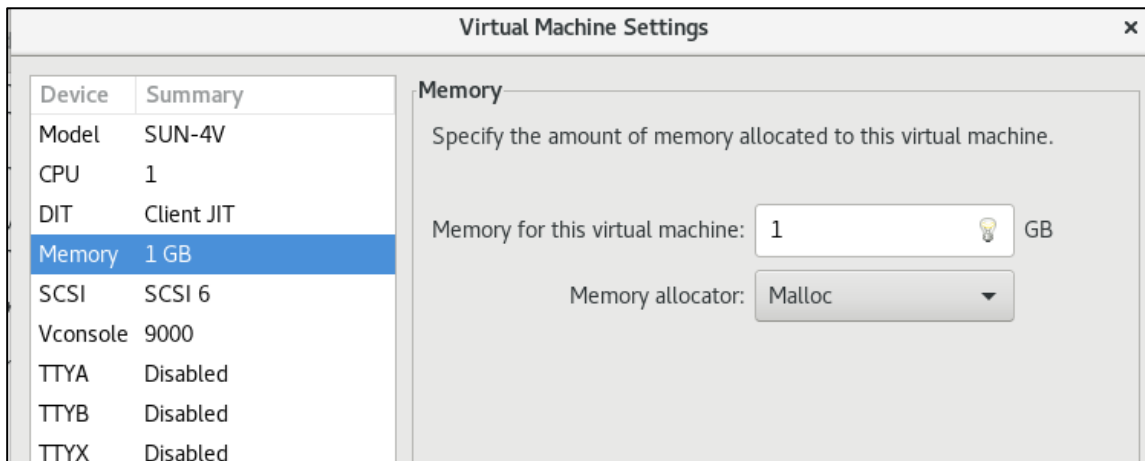 Virtual Machine Settings
Device Summary
Model SUN-4V
CPU 1
DIT Client JIT
Memory 1 GB
SCSI SCSI 6
Vconsole 9000
TTYA Disabled
TTYB Disabled
TTYX Disabled
Memory
Specify the amount of memory allocated to this virtual machine.
Memory for this virtual machine: 1 GB
Memory allocator: Malloc